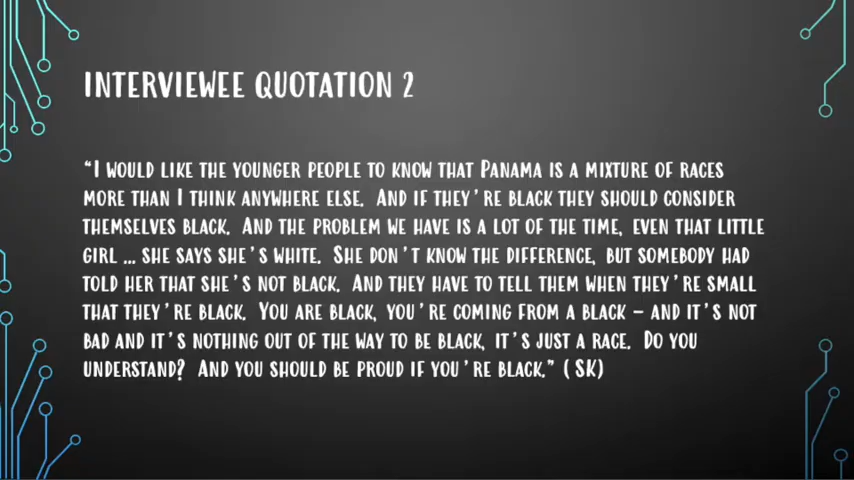 Interviewee Quotation 2
"I would like the younger people to know that Panama is a mixture of races
more than I think anywhere else. And if they're black they should consider
themselves black. And the problem we have is a lot of the time, even that little
girl ... she says she's white. She don't know the difference, but somebody had
told her that she's not black. And they have to tell them when they're small
that they're black. You are black, you're coming from a black – and it's not
bad and it's nothing out of the way to be black, it's just a race. Do you
understand? And you should be proud if you're black." ( SK)